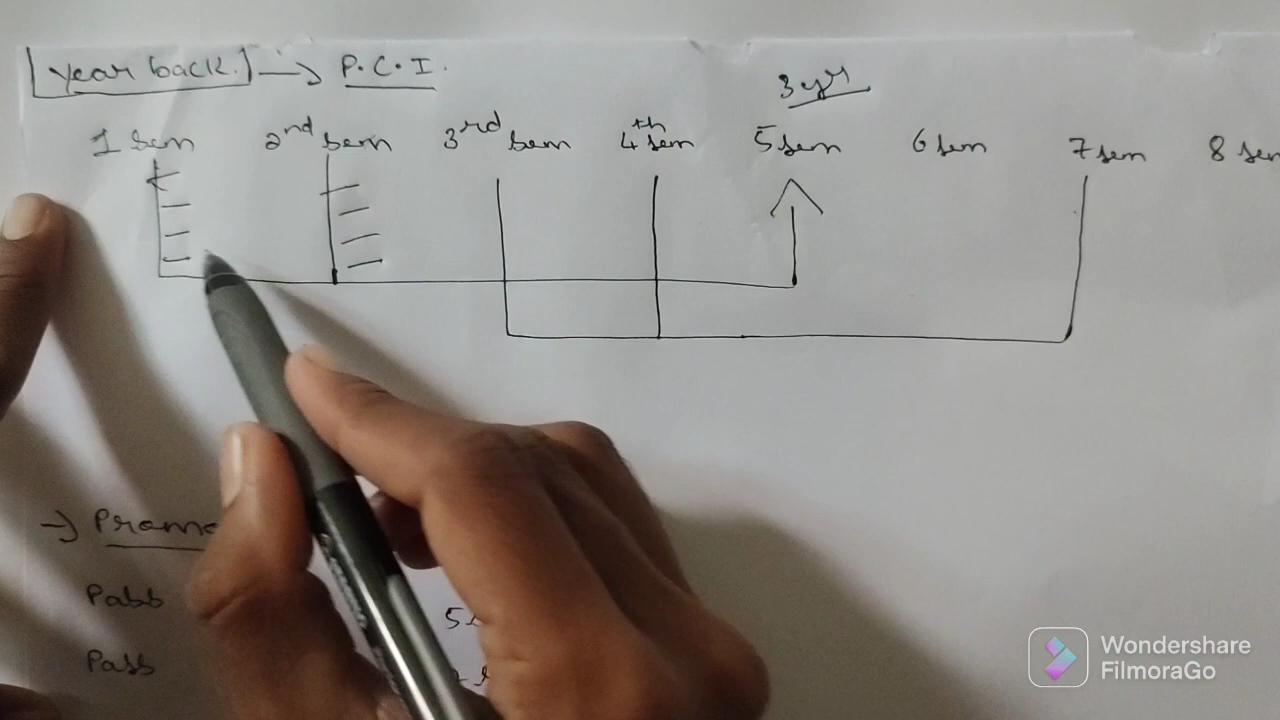 [Year back.] → P.C.I.
3 yr
1 sem 2nd sem 3rd sem 4th sem 5 sem 6 sem 7 sem 8 sem
→ Promo
Pass 5
Pass
Wondershare
FilmoraGo